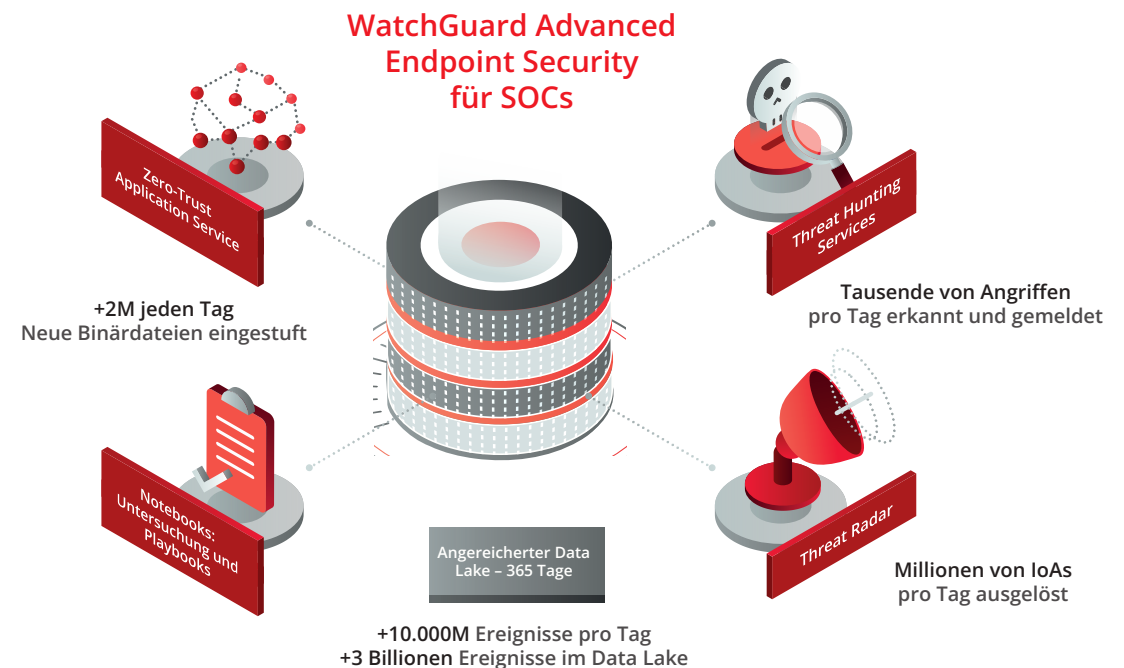 WatchGuard Advanced
Endpoint Security
für SOCs
Zero-Trust
Application Service
+2M jeden Tag
Neue Binärdateien eingestuft
Threat Hunting
Services
Tausende von Angriffen
pro Tag erkannt und gemeldet
Notebooks:
Untersuchung und
Playbooks
Angereicherter Data
Lake – 365 Tage
+10.000M Ereignisse pro Tag
+3 Billionen Ereignisse im Data Lake
Threat Radar
Millionen von IoAs
pro Tag ausgelöst